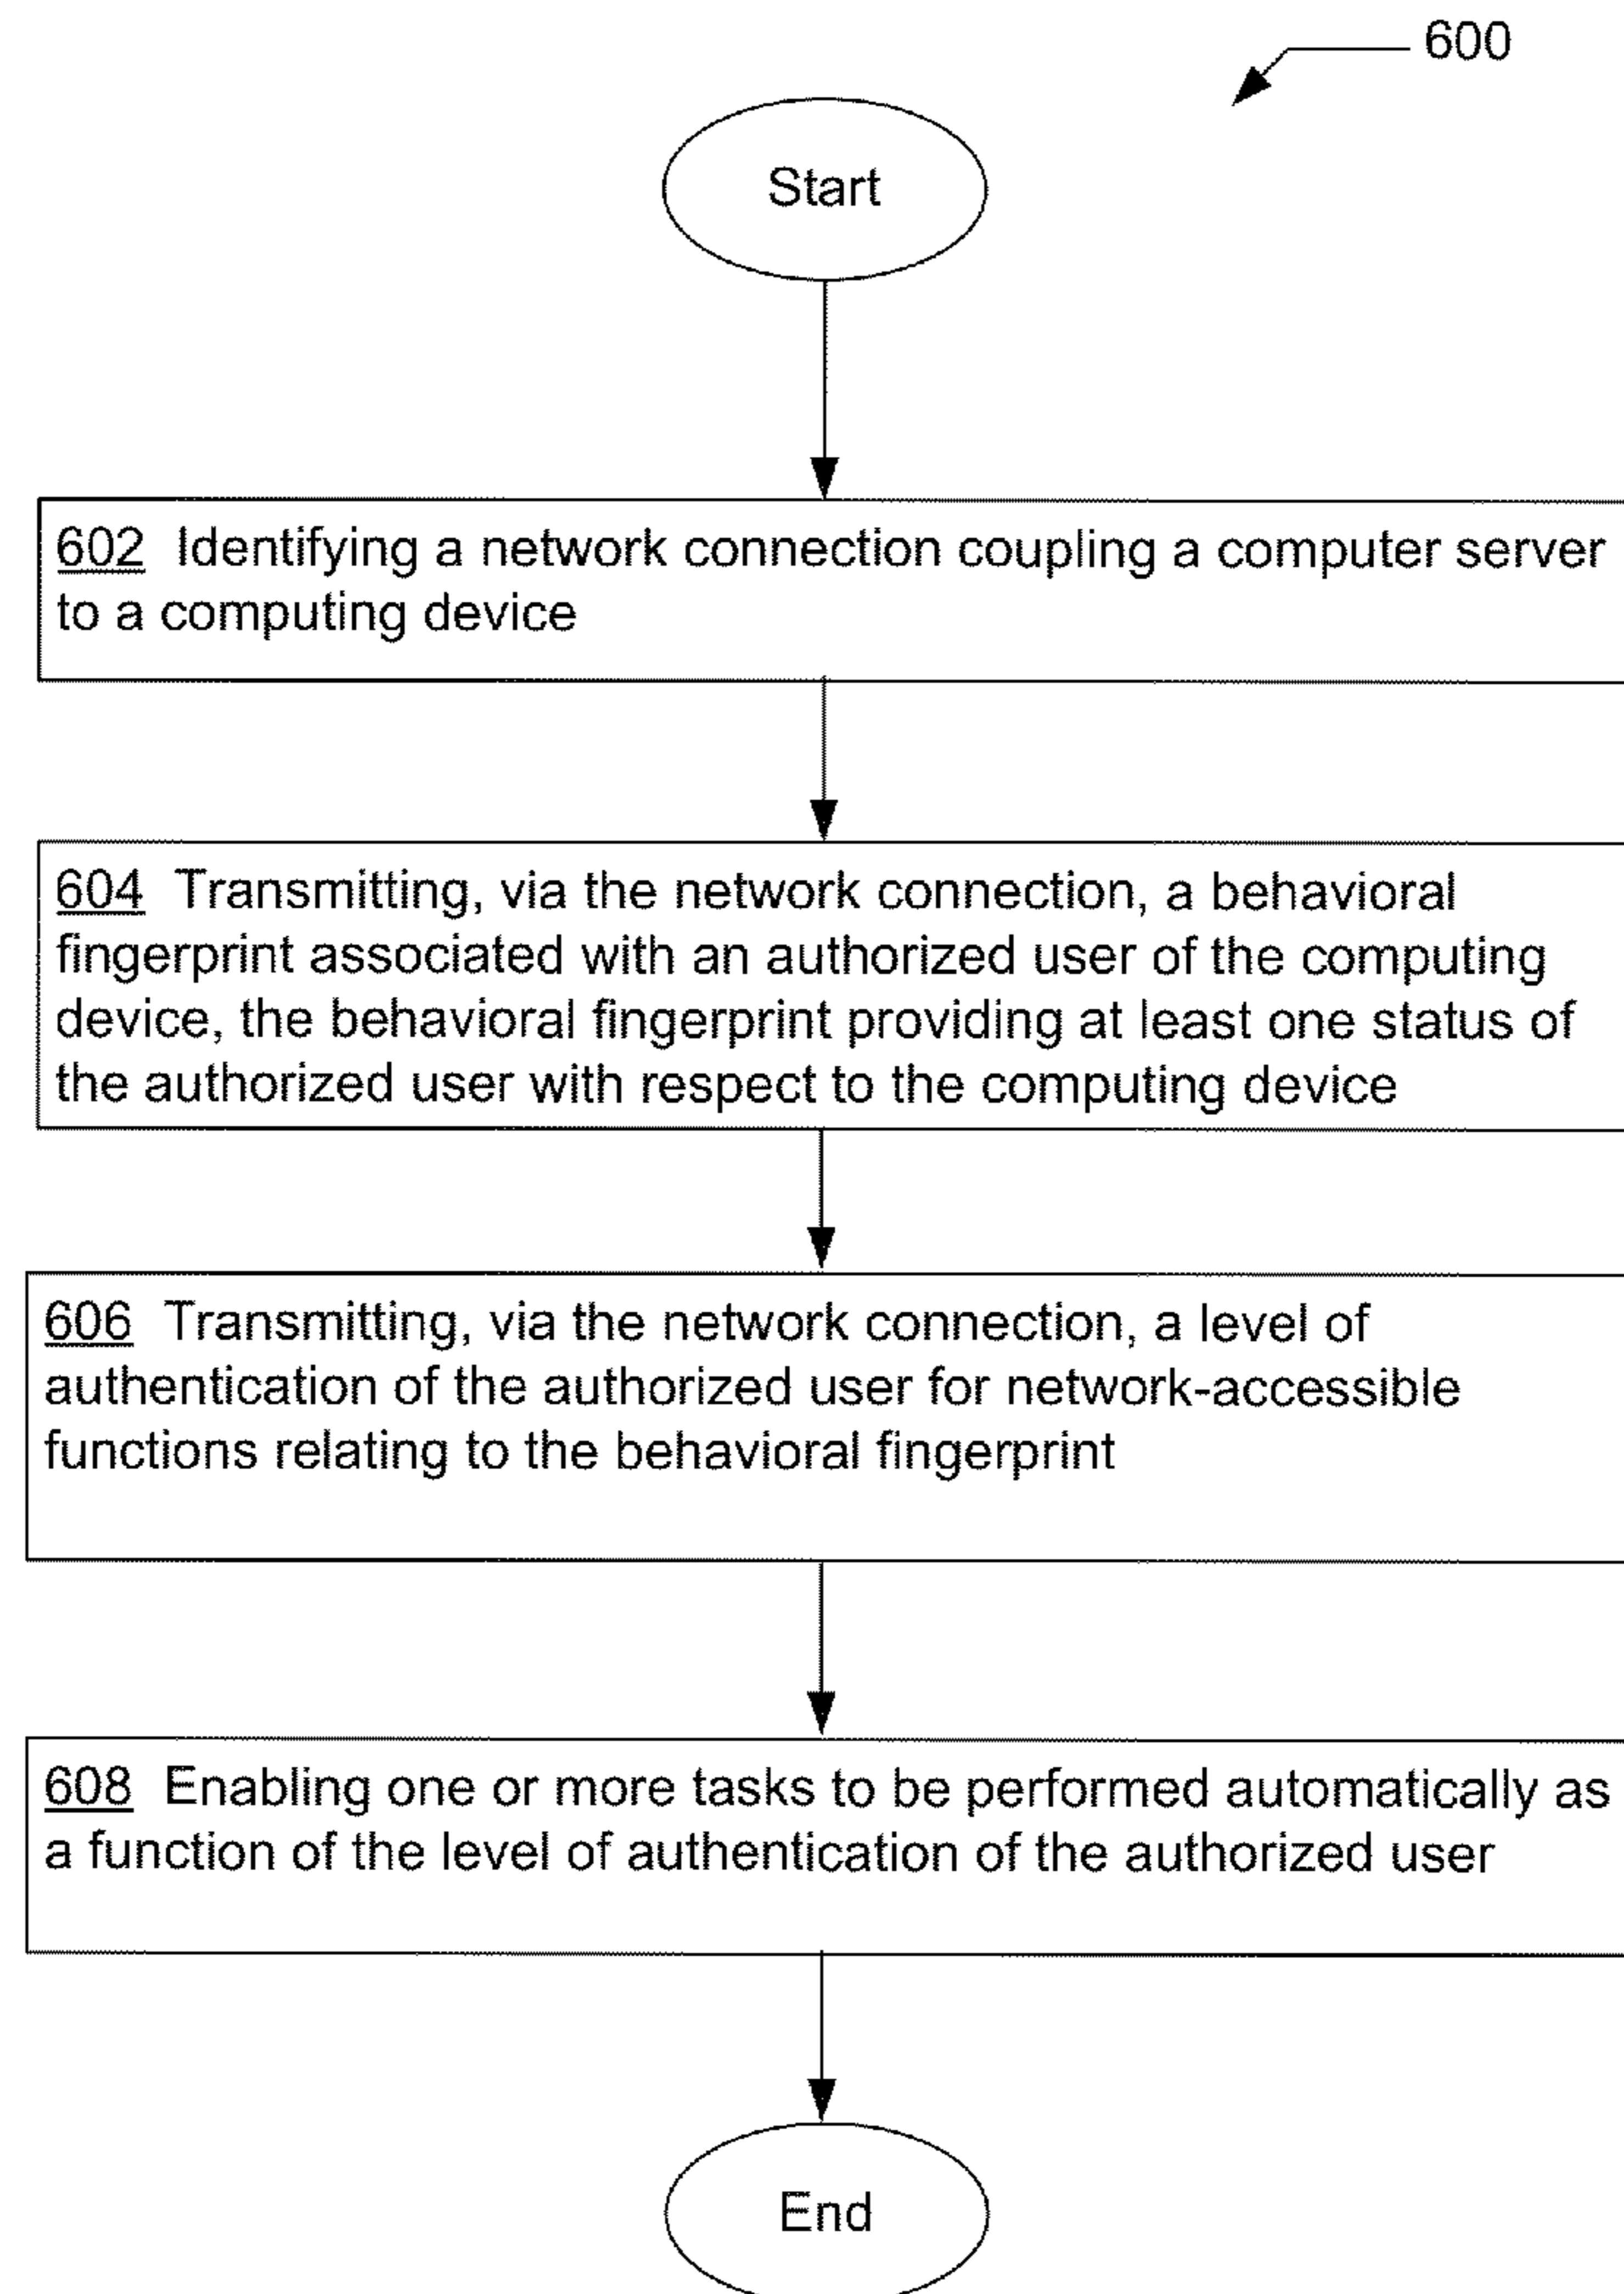 600
Start
602 Identifying a network connection coupling a computer server
to a computing device
604 Transmitting, via the network connection, a behavioral
fingerprint associated with an authorized user of the computing
device, the behavioral fingerprint providing at least one status of
the authorized user with respect to the computing device
606 Transmitting, via the network connection, a level of
authentication of the authorized user for network-accessible
functions relating to the behavioral fingerprint
608 Enabling one or more tasks to be performed automatically as
a function of the level of authentication of the authorized user
End